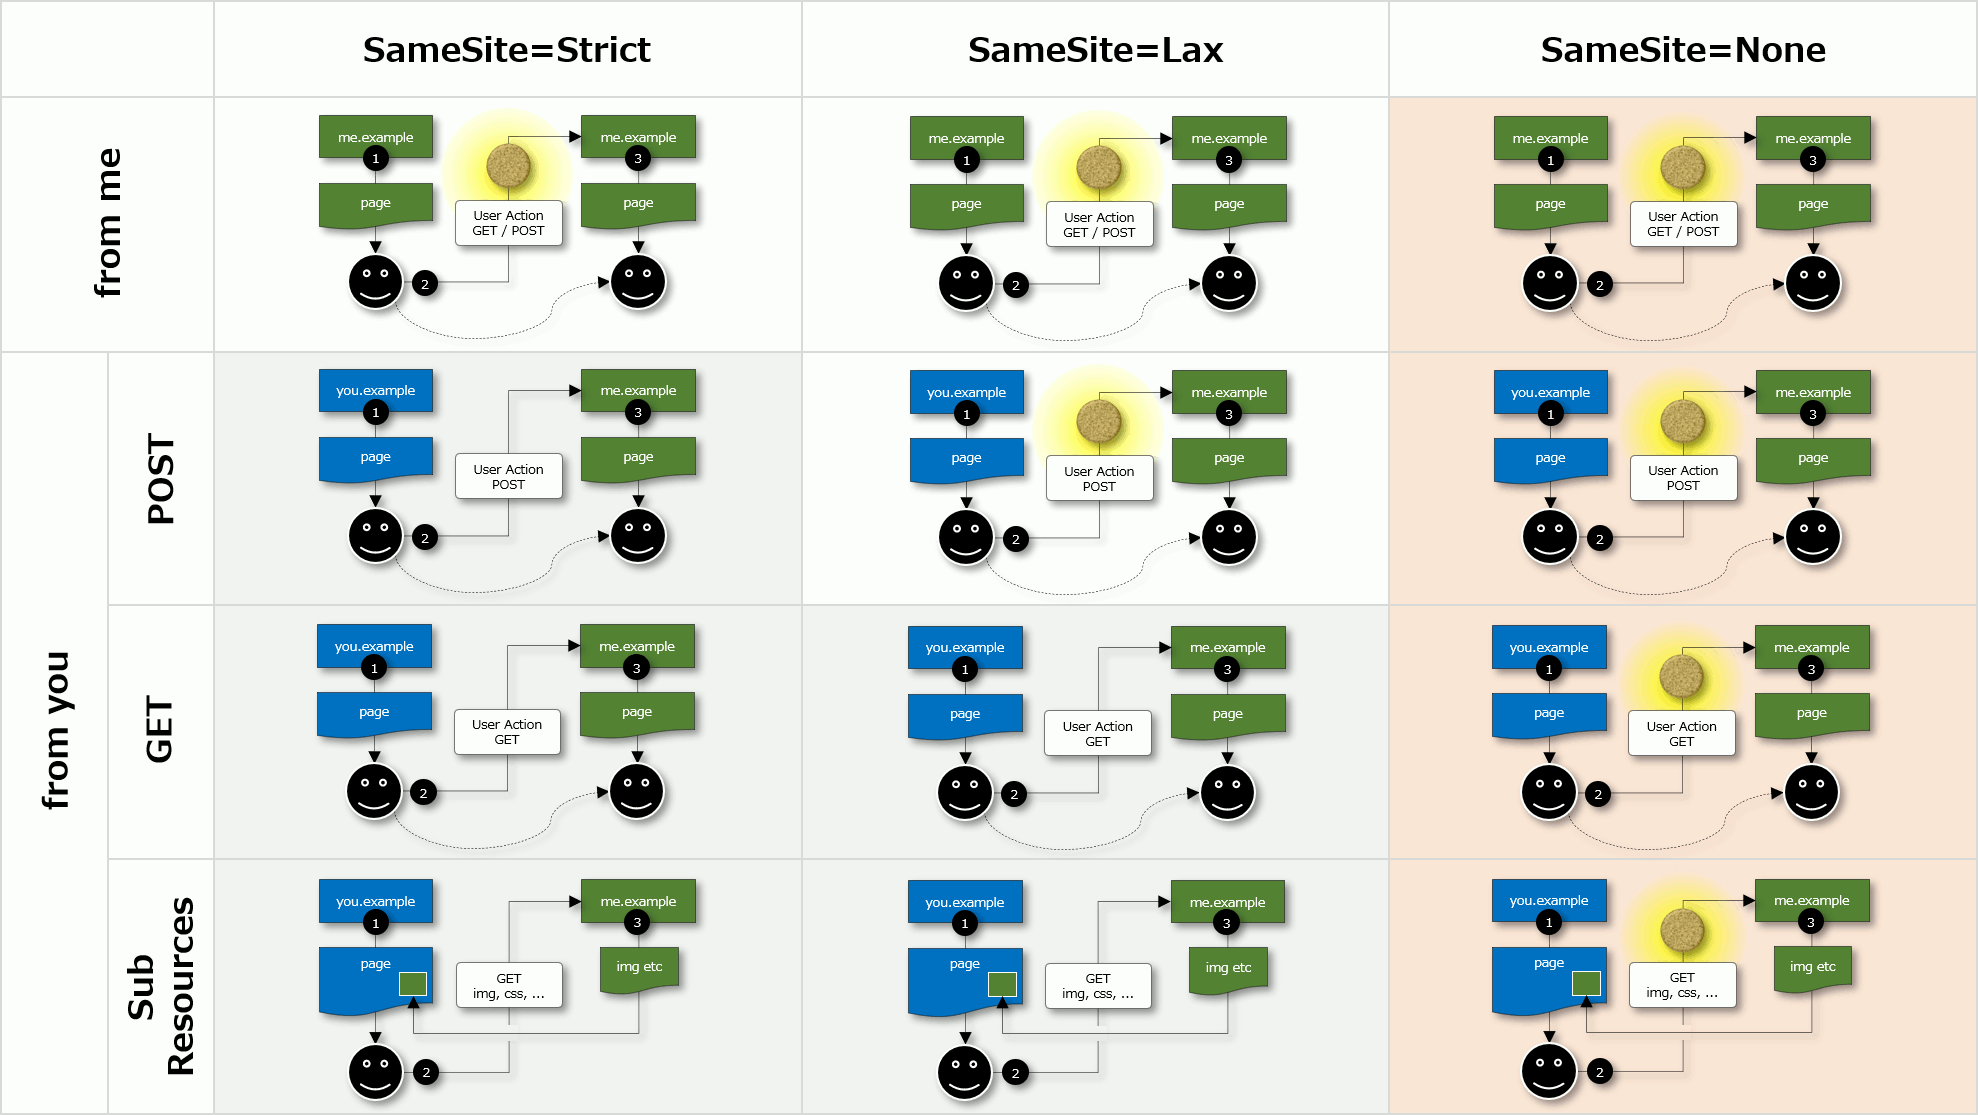 SameSite=Strict
SameSite=Lax
SameSite=None
from me
me.example
1
page
User Action
GET / POST
2
me.example
3
page
me.example
1
page
User Action
GET / POST
2
me.example
3
page
me.example
1
page
User Action
GET / POST
2
me.example
3
page
from you
POST
you.example
1
page
User Action
POST
2
me.example
3
page
you.example
1
page
User Action
POST
2
me.example
3
page
you.example
1
page
User Action
POST
2
me.example
3
page
GET
you.example
1
page
User Action
GET
2
me.example
3
page
you.example
1
page
User Action
GET
2
me.example
3
page
you.example
1
page
User Action
GET
2
me.example
3
page
Sub
Resources
you.example
1
page
GET
img, css, ...
2
me.example
3
img etc
you.example
1
page
GET
img, css, ...
2
me.example
3
img etc
you.example
1
page
GET
img, css, ...
2
me.example
3
img etc